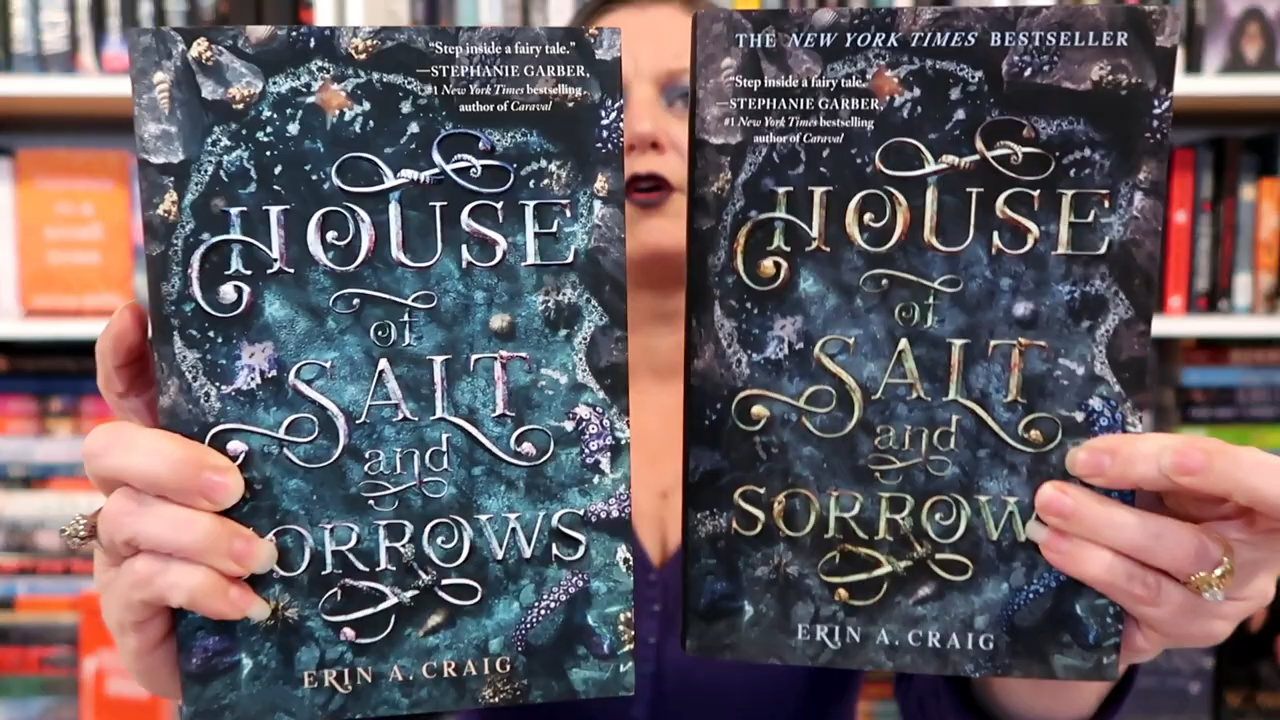 “Step inside a fairy tale.”
—STEPHANIE GARBER,
#1 New York Times bestselling
author of Caraval
HOUSE
of
SALT
and
ORROWS
ERIN A. CRAIG
THE NEW YORK TIMES BESTSELLER
“Step inside a fairy tale.”
—STEPHANIE GARBER,
#1 New York Times bestselling
author of Caraval
HOUSE
of
SALT
and
SORROW
ERIN A. CRAIG